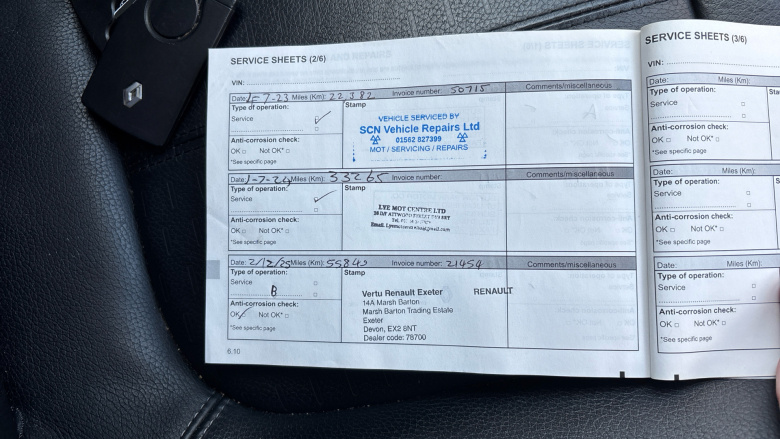 SERVICE SHEETS (2/6)
VIN:
Date: 7-23 Miles (Km): 22382 Invoice number: 50715 Comments/miscellaneous
Type of operation: Stamp
Service
VEHICLE SERVICED BY
SCN Vehicle Repairs Ltd
01562 827399
MOT / SERVICING / REPAIRS
Anti-corrosion check:
OK □ Not OK* □
*See specific page
Date: 1-7-24 Miles (Km): 33265 Invoice number Comments/miscellaneous
Type of operation: Stamp
Service
LYE MOT CENTRE LTD
Anti-corrosion check:
OK □ Not OK* □
*See specific page
Date: 2/12/25 Miles (Km): 55840 Invoice number: 21454 Comments/miscellaneous
Type of operation: Stamp
Service □
B □
Vertu Renault Exeter RENAULT
14A Marsh Barton
Marsh Barton Trading Estate
Exeter
Devon, EX2 8NT
Dealer code: 78700
Anti-corrosion check:
OK Not OK* □
*See specific page
6.10
SERVICE SHEETS (3/6)
VIN:
Date: Miles (Km):
Type of operation:
Service □
□
Anti-corrosion check:
OK □ Not OK* □
*See specific page
Date: Miles (Km):
Type of operation:
Service □
□
Anti-corrosion check:
OK □ Not OK* □
*See specific page
Date: Miles (Km):
Type of operation:
Service □
□
Anti-corrosion check:
OK □ Not OK* □
*See specific page